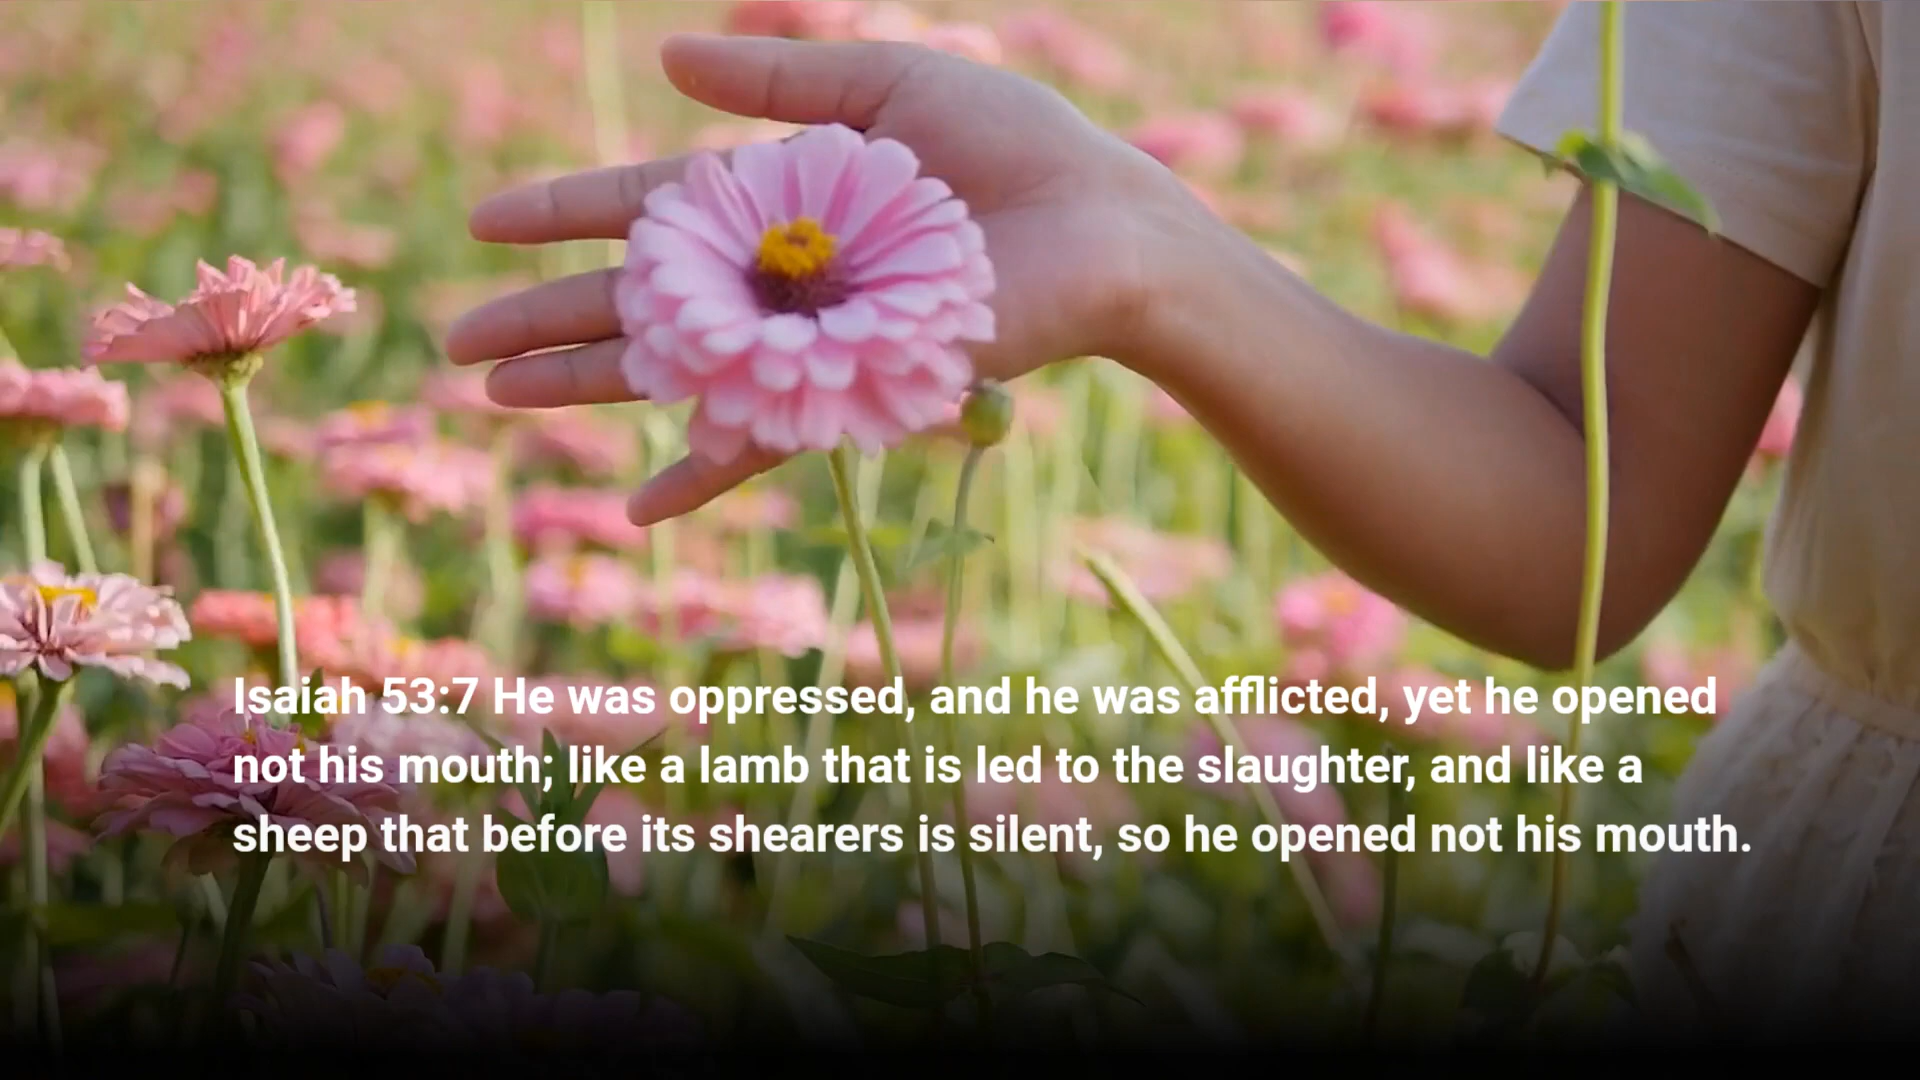 Isaiah 53:7 He was oppressed, and he was afflicted, yet he opened
not his mouth; like a lamb that is led to the slaughter, and like a
sheep that before its shearers is silent, so he opened not his mouth.